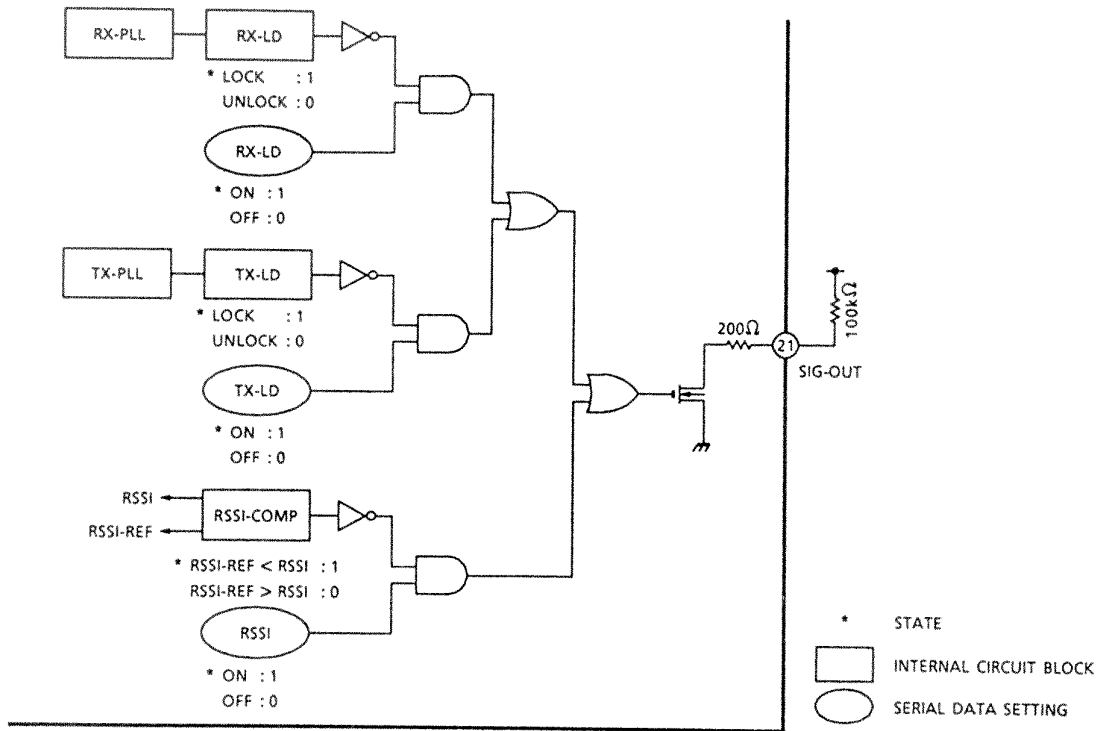 RX-PLL
RX-LD
* LOCK : 1
UNLOCK : 0
RX-LD
* ON : 1
OFF : 0
TX-PLL
TX-LD
* LOCK : 1
UNLOCK : 0
TX-LD
* ON : 1
OFF : 0
200Ω
21
SIG-OUT
100kΩ
RSSI
RSSI-REF
RSSI-COMP
* RSSI-REF < RSSI : 1
RSSI-REF > RSSI : 0
RSSI
* ON : 1
OFF : 0
* STATE
INTERNAL CIRCUIT BLOCK
SERIAL DATA SETTING